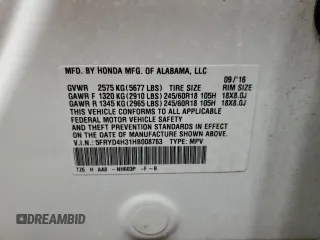 MFD. BY HONDA MFG. OF ALABAMA, LLC
09/'16
GVWR 2575 KG(5677 LBS) TIRE SIZE RIM SIZE
GAWR F 1320 KG(2910 LBS) 245/60R18 105H 18X8.0J
GAWR R 1345 KG(2965 LBS) 245/60R18 105H 18X8.0J
THIS VEHICLE CONFORMS TO ALL APPLICABLE
FEDERAL MOTOR VEHICLE SAFETY STANDARDS
IN EFFECT ON THE
DATE OF MANUFACTURE SHOWN ABOVE.
V.I.N.: 5FRYD4H31HB008763 TYPE: MPV
TZ5 H AA0 - NH603P -F -B
DREAMBID